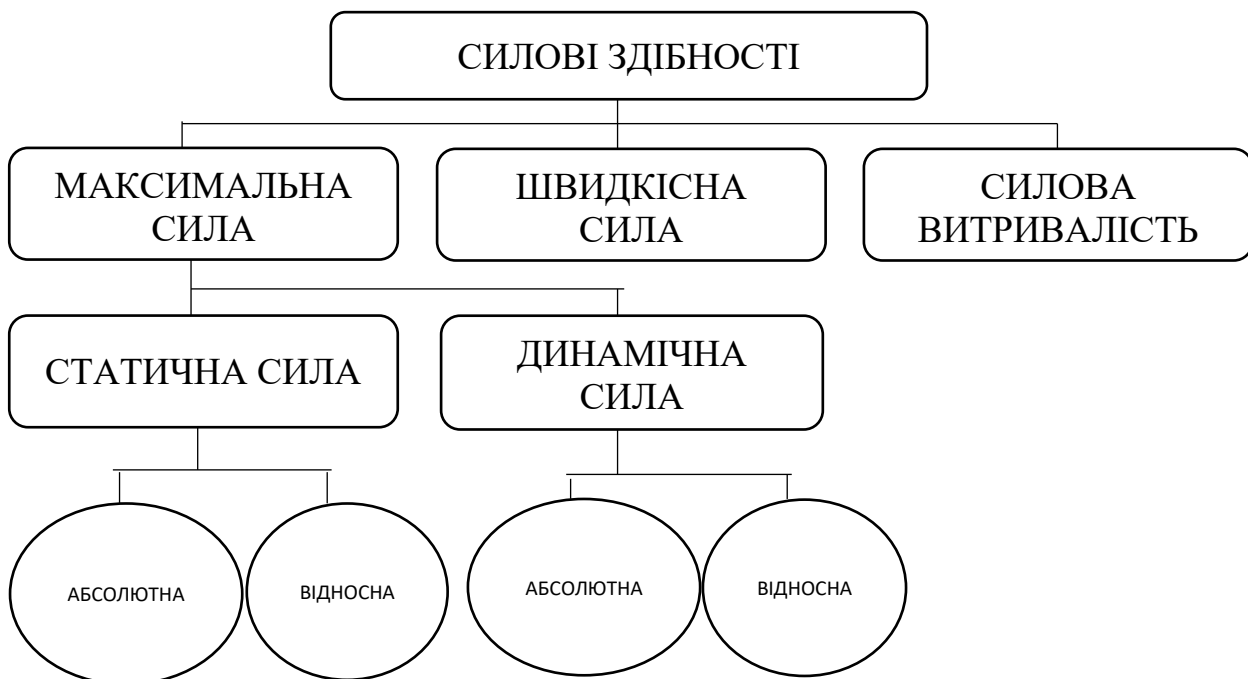 СИЛОВІ ЗДІБНОСТІ
МАКСИМАЛЬНА
СИЛА
ШВИДКІСНА
СИЛА
СИЛОВА
ВИТРИВАЛІСТЬ
СТАТИЧНА СИЛА
ДИНАМІЧНА
СИЛА
АБСОЛЮТНА
ВІДНОСНА
АБСОЛЮТНА
ВІДНОСНА